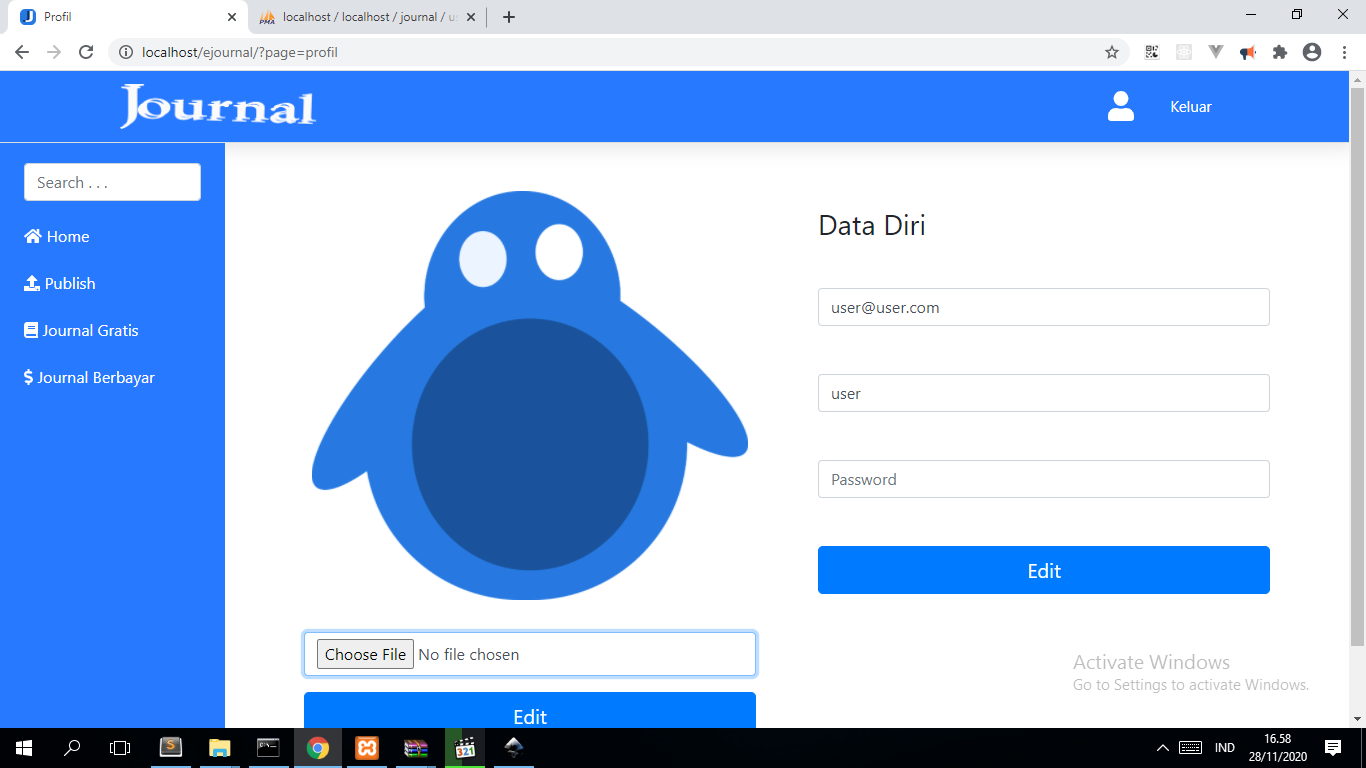 Profil
localhost / localhost / journal / us
localhost/ejournal/?page=profil
Journal
Keluar
Search . . .
Home
Publish
Journal Gratis
$ Journal Berbayar
Data Diri
user@user.com
user
Password
Edit
Choose File No file chosen
Edit
Activate Windows
Go to Settings to activate Windows.
IND
16.58
28/11/2020